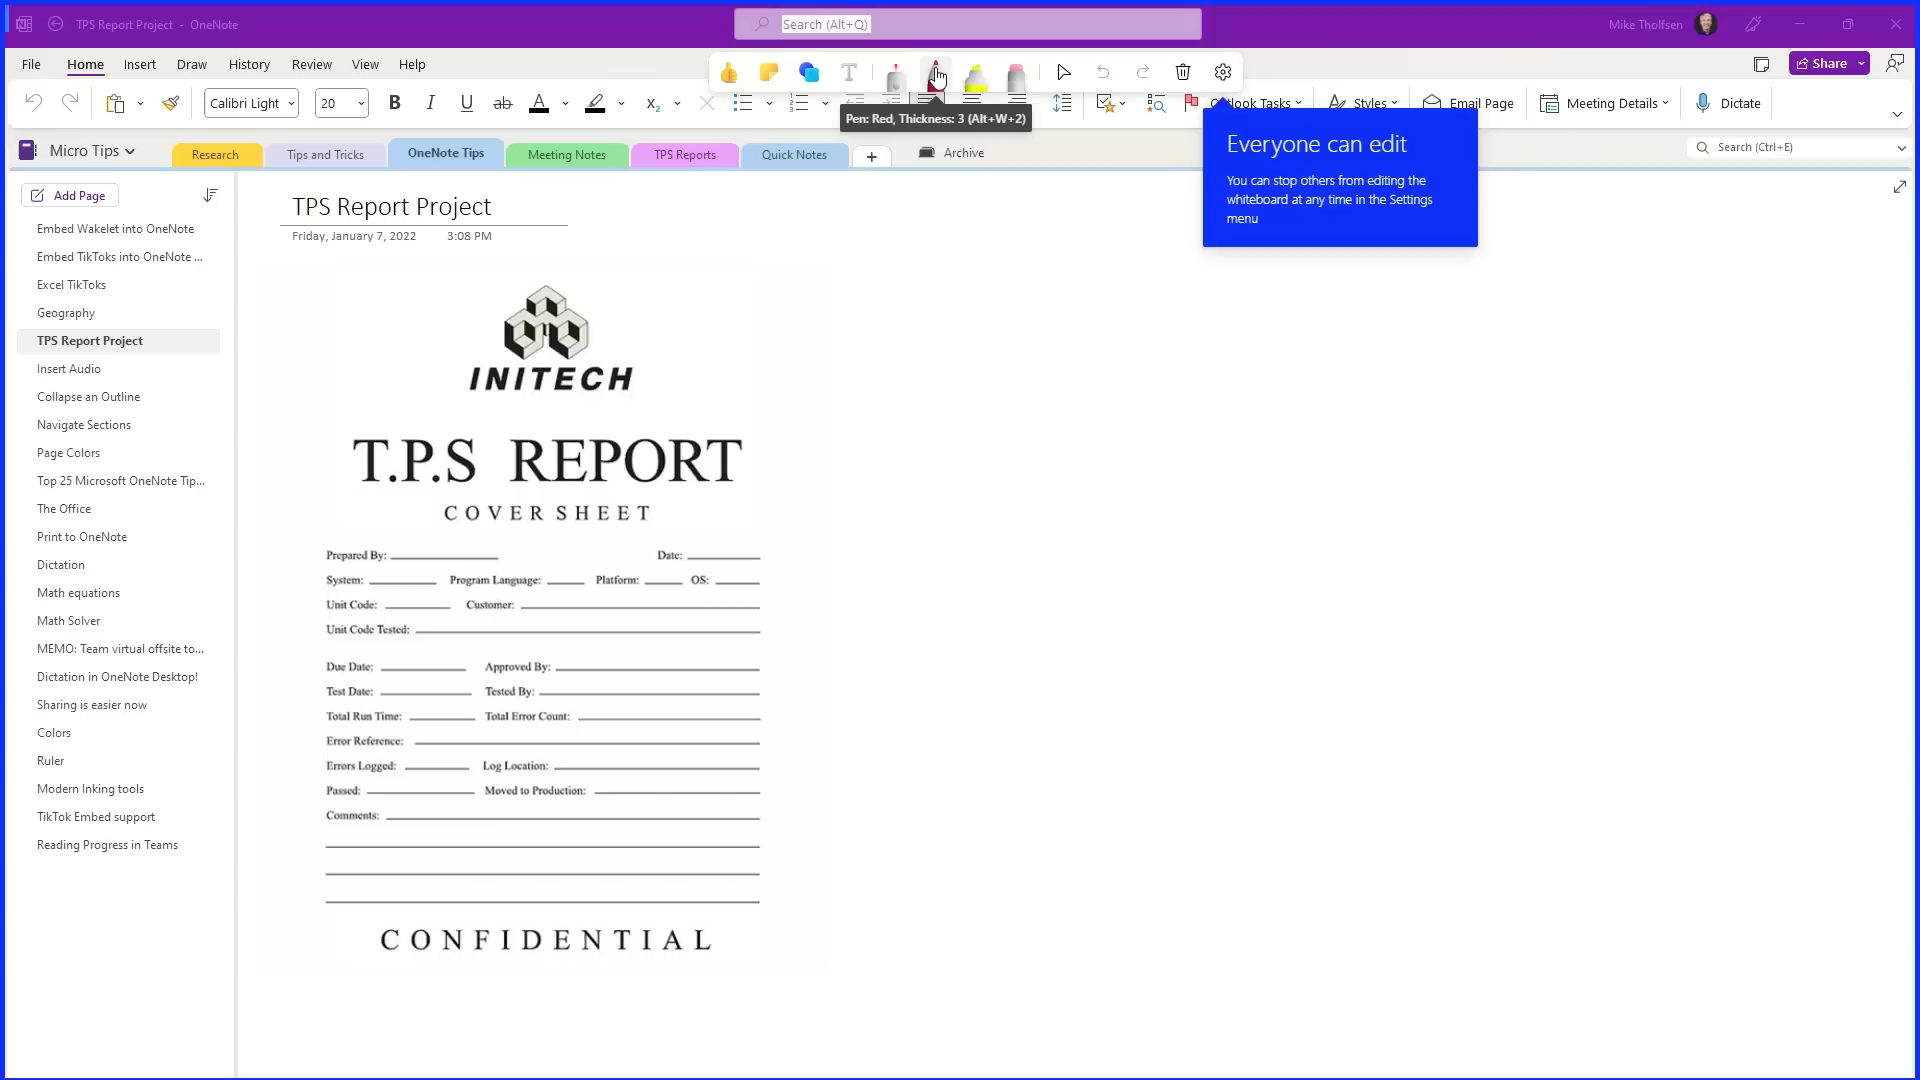 TPS Report Project - OneNote
Search (Alt+Q)
Mike Tholfsen
File Home Insert Draw History Review View Help
Share
Calibri Light 20 B I U ab A x₂
Pen: Red, Thickness: 3 (Alt+W+2)
Outlook Tasks Styles Email Page Meeting Details Dictate
Everyone can edit
You can stop others from editing the
whiteboard at any time in the Settings
menu
Micro Tips
Research Tips and Tricks OneNote Tips Meeting Notes TPS Reports Quick Notes + Archive
Search (Ctrl+E)
Add Page
Embed Wakelet into OneNote
Embed TikToks into OneNote ...
Excel TikToks
Geography
TPS Report Project
Insert Audio
Collapse an Outline
Navigate Sections
Page Colors
Top 25 Microsoft OneNote Tip...
The Office
Print to OneNote
Dictation
Math equations
Math Solver
MEMO: Team virtual offsite to...
Dictation in OneNote Desktop!
Sharing is easier now
Colors
Ruler
Modern Inking tools
TikTok Embed support
Reading Progress in Teams
TPS Report Project
Friday, January 7, 2022 3:08 PM
INITECH
T.P.S REPORT
COVER SHEET
Prepared By: Date:
System: Program Language: Platform: OS:
Unit Code: Customer:
Unit Code Tested:
Due Date: Approved By:
Test Date: Tested By:
Total Run Time: Total Error Count:
Error Reference:
Errors Logged: Log Location:
Passed: Moved to Production:
Comments:
CONFIDENTIAL